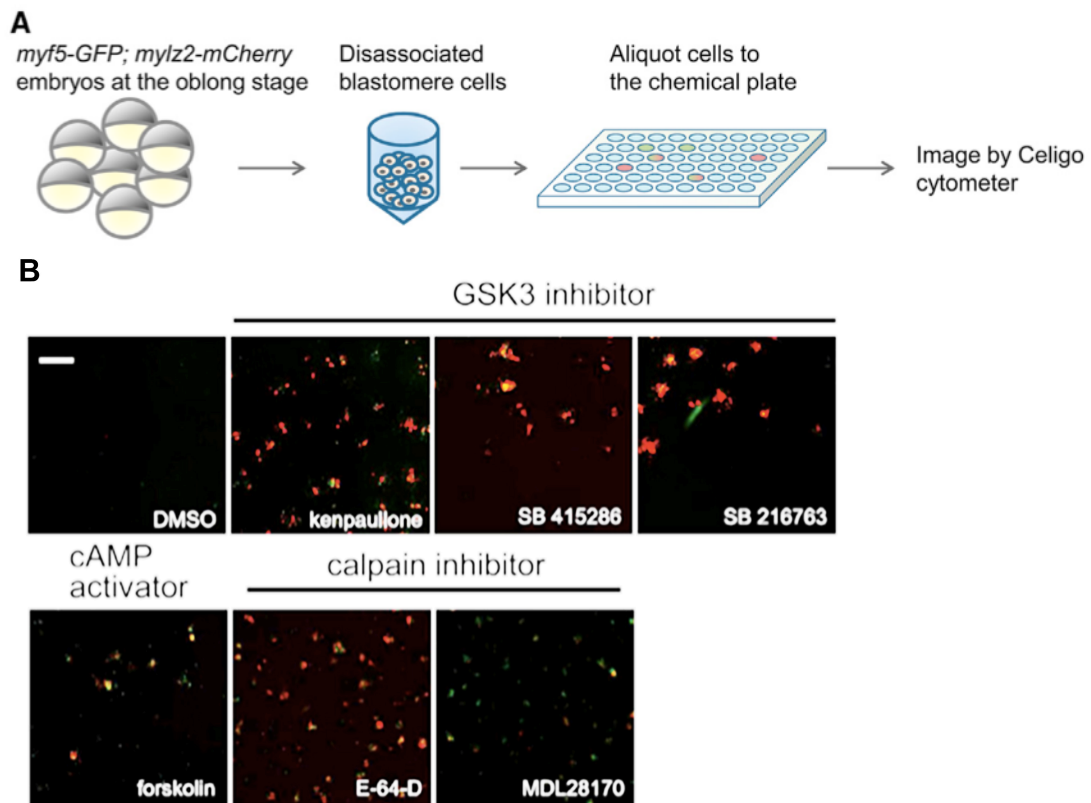 A
myf5-GFP; mylz2-mCherry
embryos at the oblong stage
Disassociated
blastomere cells
Aliquot cells to
the chemical plate
Image by Celigo
cytometer
B
GSK3 inhibitor
DMSO
kenpaullone
SB 415286
SB 216763
cAMP
activator
calpain inhibitor
forskolin
E-64-D
MDL28170